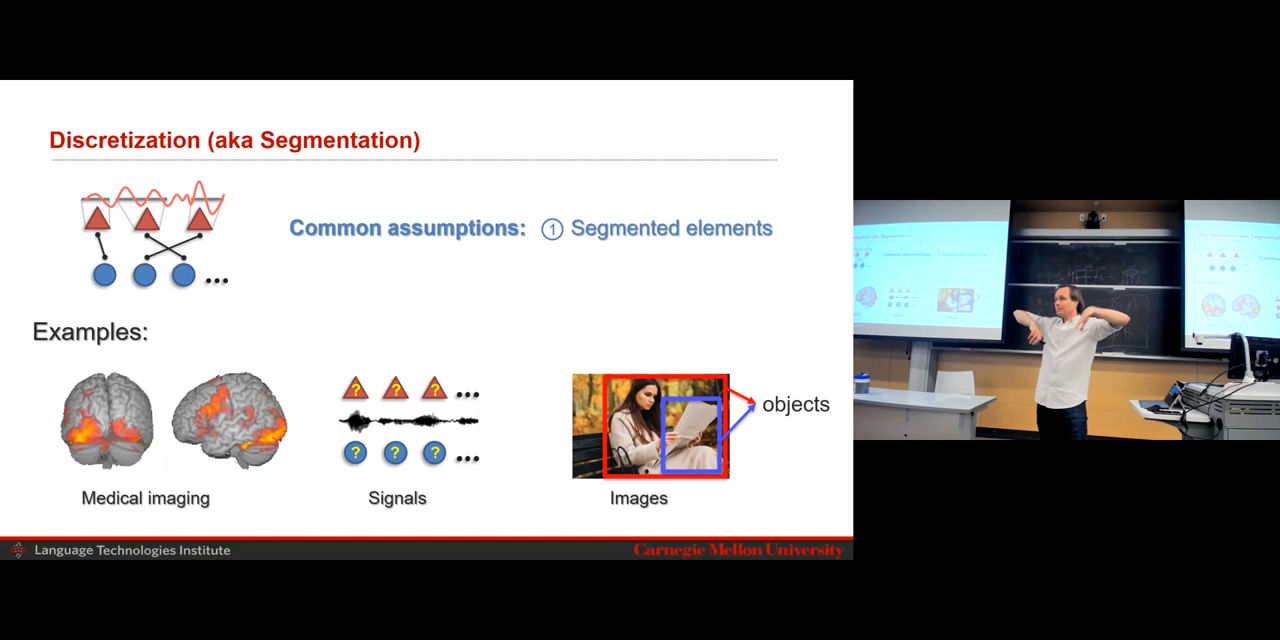 Discretization (aka Segmentation)
Common assumptions: 1 Segmented elements
Examples:
? ? ?
? ? ?
objects
Medical imaging
Signals
Images
Language Technologies Institute
Carnegie Mellon University